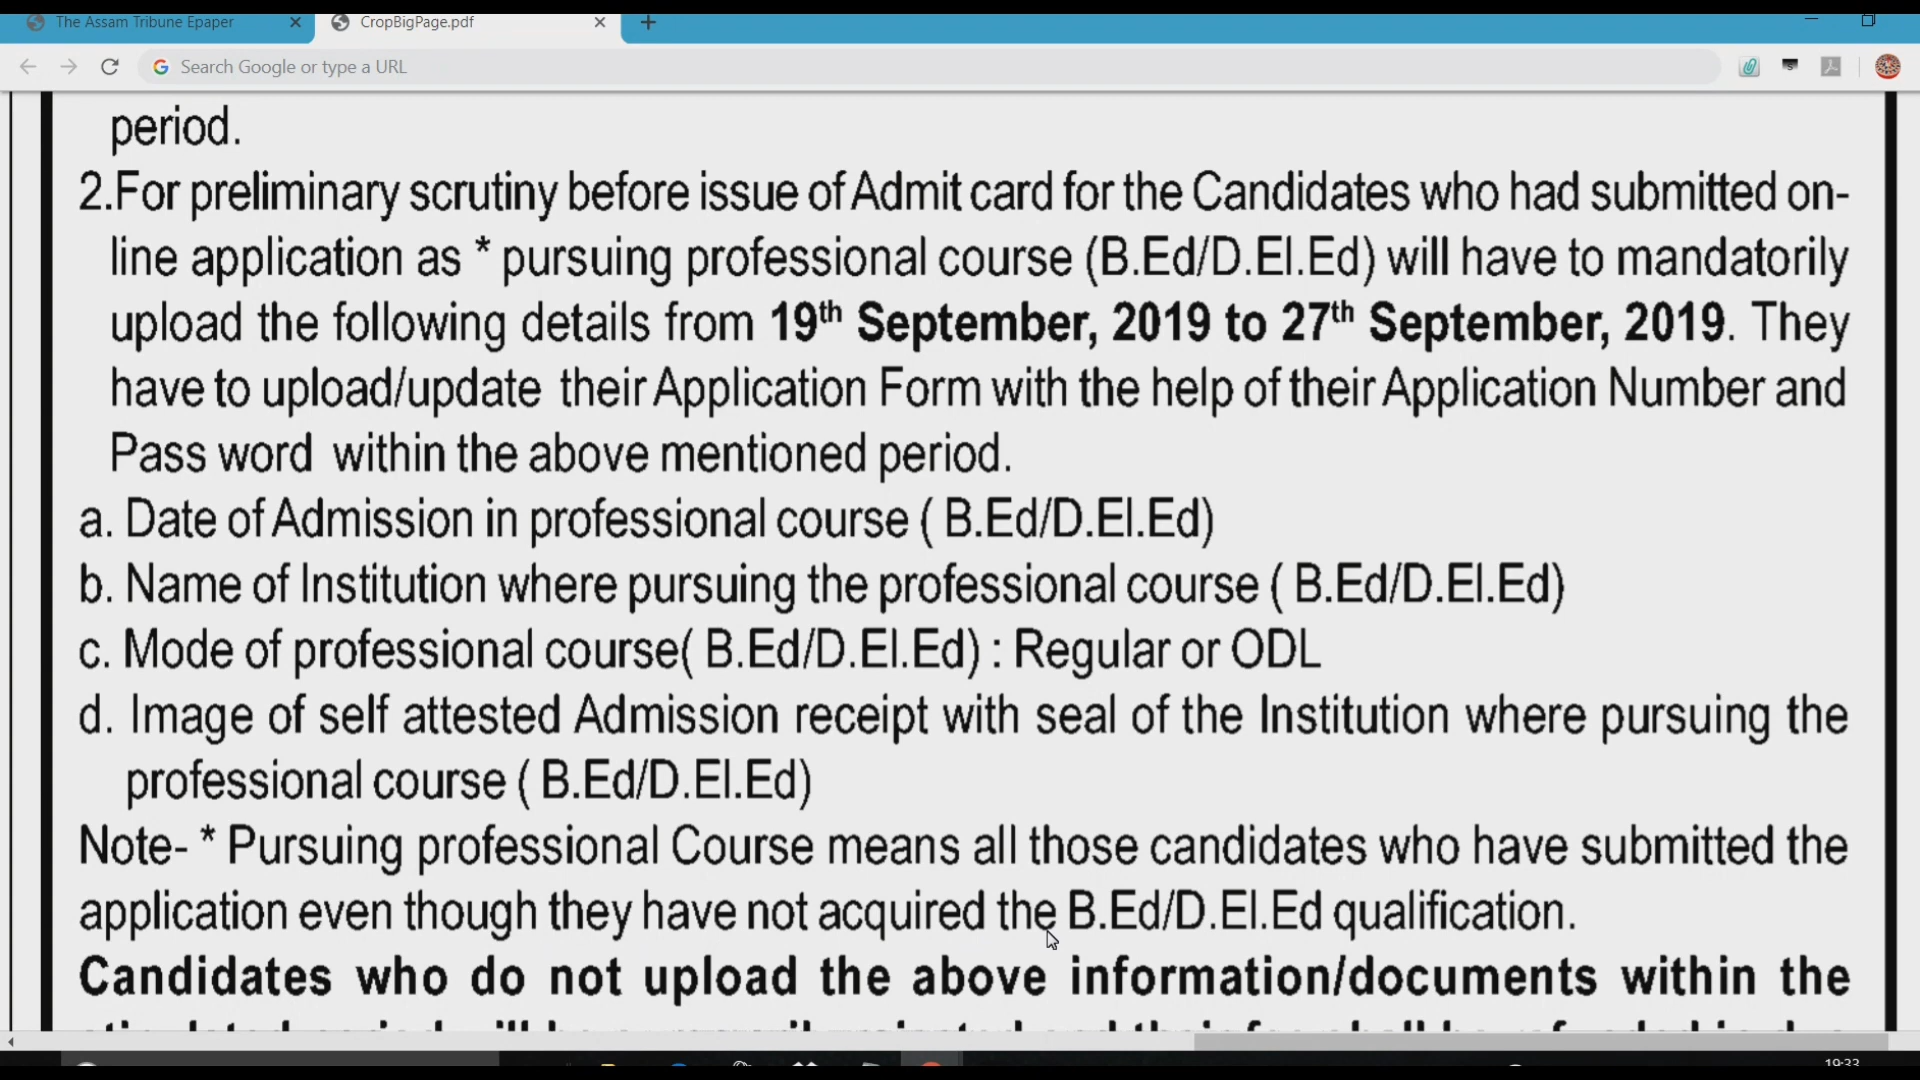 The Assam Tribune Epaper
CropBigPage.pdf
Search Google or type a URL
period.
2.For preliminary scrutiny before issue of Admit card for the Candidates who had submitted on-
line application as * pursuing professional course (B.Ed/D.El.Ed) will have to mandatorily
upload the following details from 19th September, 2019 to 27th September, 2019. They
have to upload/update their Application Form with the help of their Application Number and
Pass word within the above mentioned period.
a. Date of Admission in professional course ( B.Ed/D.El.Ed)
b. Name of Institution where pursuing the professional course ( B.Ed/D.El.Ed)
c. Mode of professional course( B.Ed/D.El.Ed) : Regular or ODL
d. Image of self attested Admission receipt with seal of the Institution where pursuing the
professional course ( B.Ed/D.El.Ed)
Note- * Pursuing professional Course means all those candidates who have submitted the
application even though they have not acquired the B.Ed/D.El.Ed qualification.
Candidates who do not upload the above information/documents within the
19:33